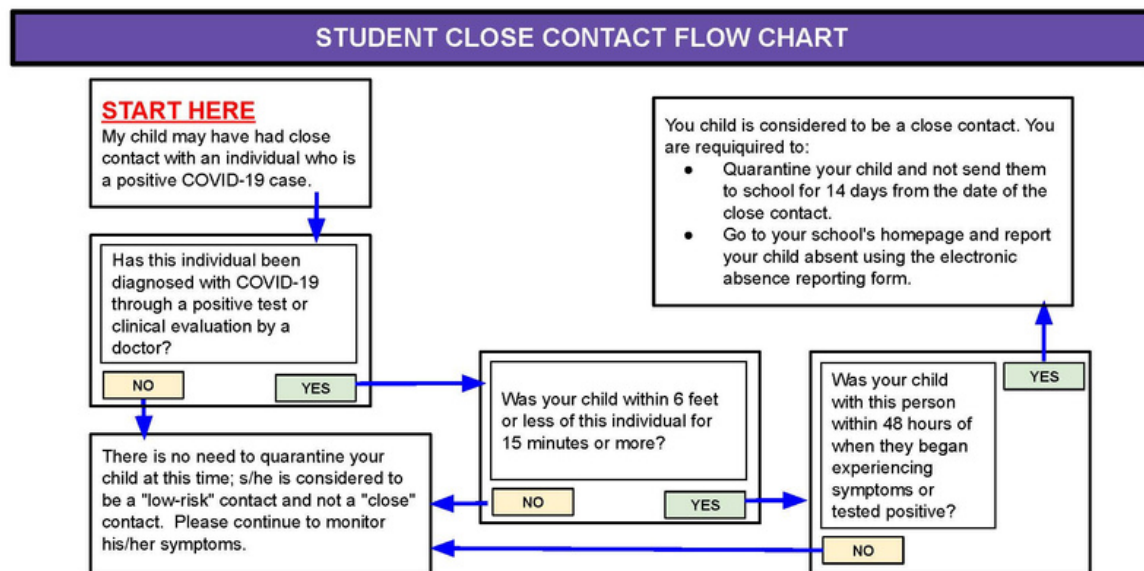 STUDENT CLOSE CONTACT FLOW CHART
START HERE
My child may have had close
contact with an individual who is
a positive COVID-19 case.
Has this individual been
diagnosed with COVID-19
through a positive test or
clinical evaluation by a
doctor?
NO
YES
There is no need to quarantine your
child at this time; s/he is considered to
be a "low-risk" contact and not a "close"
contact. Please continue to monitor
his/her symptoms.
Was your child within 6 feet
or less of this individual for
15 minutes or more?
NO
YES
Was your child
with this person
within 48 hours of
when they began
experiencing
symptoms or
tested positive?
YES
NO
You child is considered to be a close contact. You
are requiquired to:
● Quarantine your child and not send them
to school for 14 days from the date of the
close contact.
● Go to your school's homepage and report
your child absent using the electronic
absence reporting form.